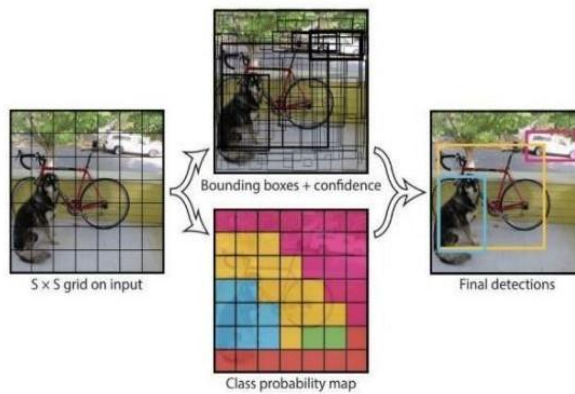 Bounding boxes + confidence
S × S grid on input
Final detections
Class probability map